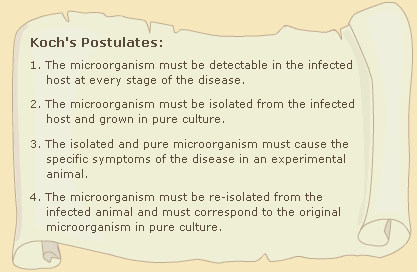 Koch's Postulates:
1. The microorganism must be detectable in the infected
host at every stage of the disease.
2. The microorganism must be isolated from the infected
host and grown in pure culture.
3. The isolated and pure microorganism must cause the
specific symptoms of the disease in an experimental
animal.
4. The microorganism must be re-isolated from the
infected animal and must correspond to the original
microorganism in pure culture.